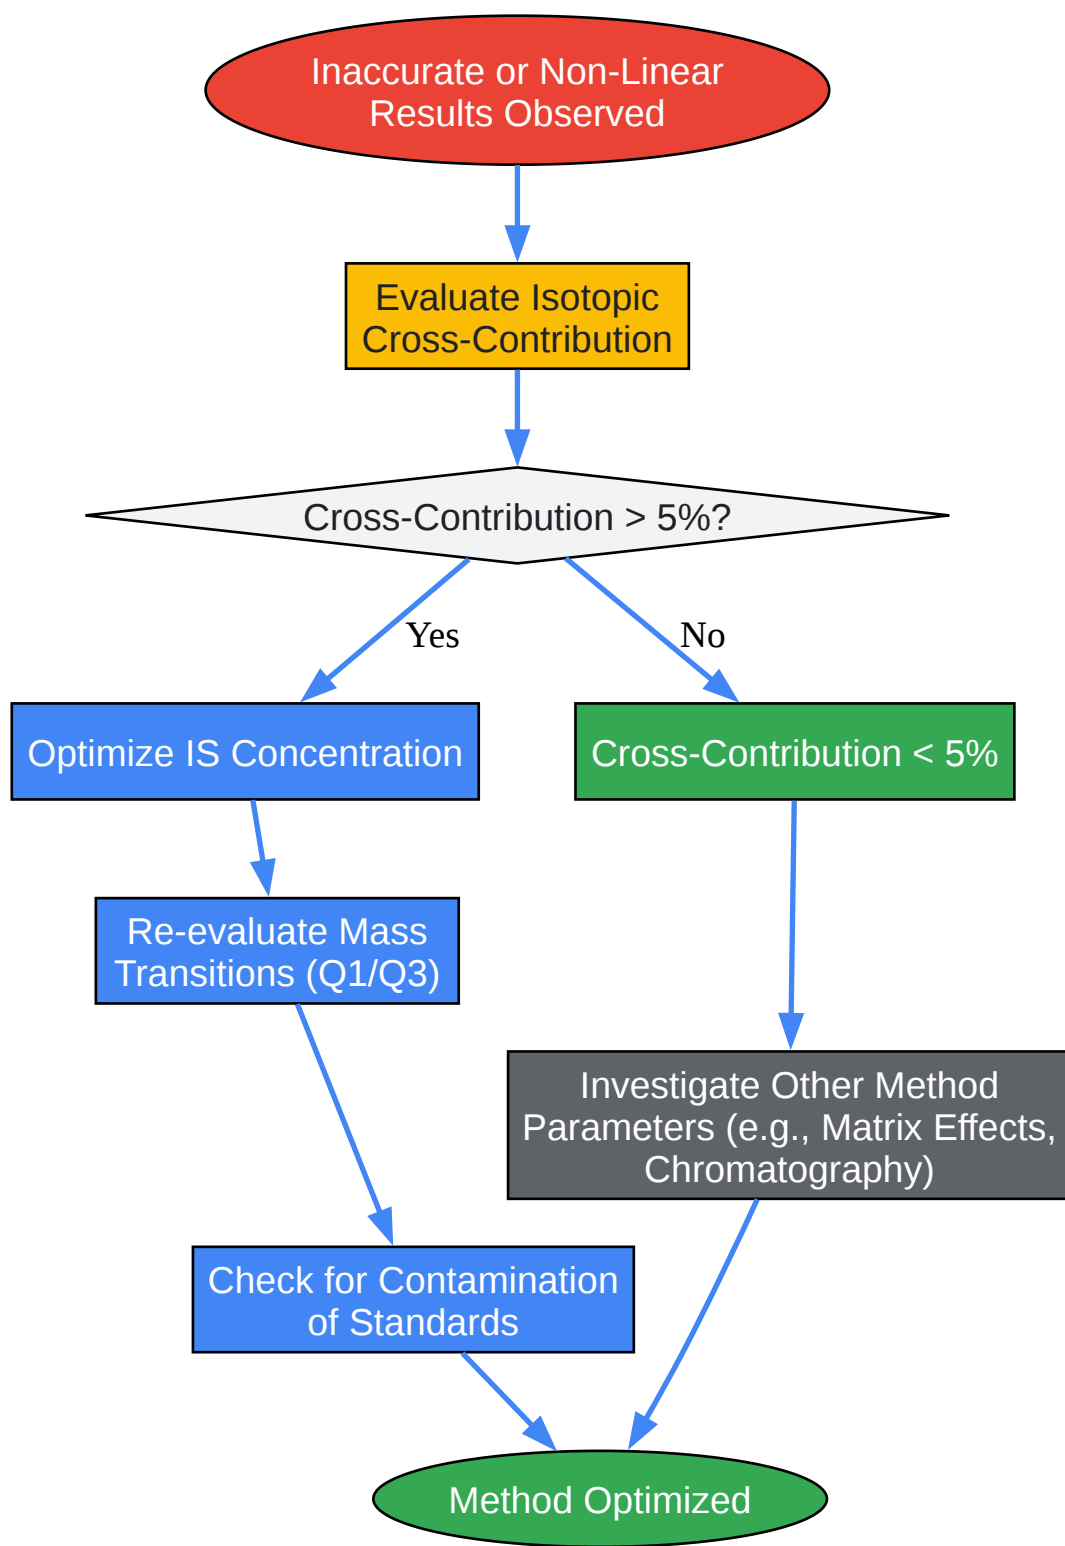 Inaccurate or Non-Linear
Results Observed
Evaluate Isotopic
Cross-Contribution
Cross-Contribution > 5%?
Yes
No
Optimize IS Concentration
Cross-Contribution < 5%
Re-evaluate Mass
Transitions (Q1/Q3)
Investigate Other Method
Parameters (e.g., Matrix Effects,
Chromatography)
Check for Contamination
of Standards
Method Optimized